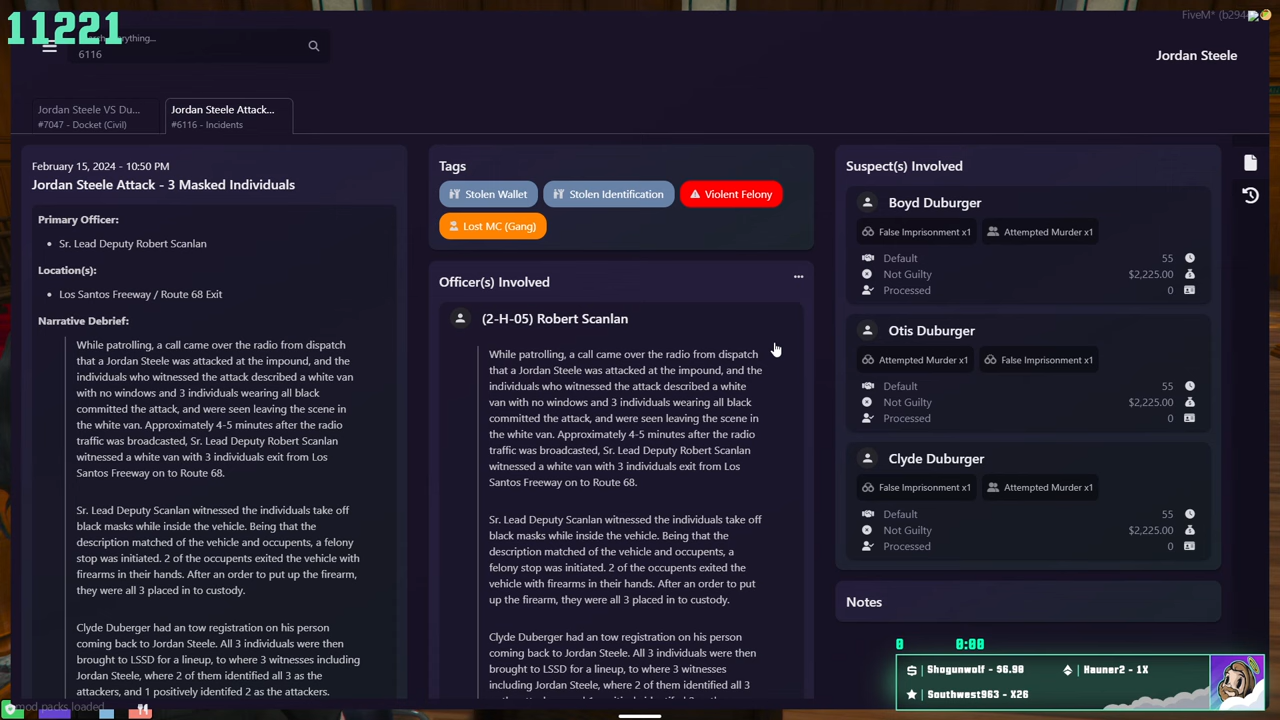 11221
FiveM* (b294
6116
Jordan Steele
Jordan Steele VS Du...
#7047 - Docket (Civil)
Jordan Steele Attack...
#6116 - Incidents
February 15, 2024 - 10:50 PM
Jordan Steele Attack - 3 Masked Individuals
Primary Officer:
Sr. Lead Deputy Robert Scanlan
Location(s):
Los Santos Freeway / Route 68 Exit
Narrative Debrief:
While patrolling, a call came over the radio from dispatch
that a Jordan Steele was attacked at the impound, and the
individuals who witnessed the attack described a white van
with no windows and 3 individuals wearing all black
committed the attack, and were seen leaving the scene in
the white van. Approximately 4-5 minutes after the radio
traffic was broadcasted, Sr. Lead Deputy Robert Scanlan
witnessed a white van with 3 individuals exit from Los
Santos Freeway on to Route 68.
Sr. Lead Deputy Scanlan witnessed the individuals take off
black masks while inside the vehicle. Being that the
description matched of the vehicle and occupents, a felony
stop was initiated. 2 of the occupents exited the vehicle with
firearms in their hands. After an order to put up the firearm,
they were all 3 placed in to custody.
Clyde Duberger had an tow registration on his person
coming back to Jordan Steele. All 3 individuals were then
brought to LSSD for a lineup, to where 3 witnesses including
Jordan Steele, where 2 of them identified all 3 as the
attackers, and 1 positively identifed 2 as the attackers.
Tags
Stolen Wallet
Stolen Identification
Violent Felony
Lost MC (Gang)
Officer(s) Involved
(2-H-05) Robert Scanlan
While patrolling, a call came over the radio from dispatch
that a Jordan Steele was attacked at the impound, and the
individuals who witnessed the attack described a white
van with no windows and 3 individuals wearing all black
committed the attack, and were seen leaving the scene in
the white van. Approximately 4-5 minutes after the radio
traffic was broadcasted, Sr. Lead Deputy Robert Scanlan
witnessed a white van with 3 individuals exit from Los
Santos Freeway on to Route 68.
Sr. Lead Deputy Scanlan witnessed the individuals take off
black masks while inside the vehicle. Being that the
description matched of the vehicle and occupents, a
felony stop was initiated. 2 of the occupents exited the
vehicle with firearms in their hands. After an order to put
up the firearm, they were all 3 placed in to custody.
Clyde Duberger had an tow registration on his person
coming back to Jordan Steele. All 3 individuals were then
brought to LSSD for a lineup, to where 3 witnesses
including Jordan Steele, where 2 of them identified all 3
Suspect(s) Involved
Boyd Duburger
False Imprisonment x1
Attempted Murder x1
Default 55
Not Guilty $2,225.00
Processed 0
Otis Duburger
Attempted Murder x1
False Imprisonment x1
Default 55
Not Guilty $2,225.00
Processed 0
Clyde Duburger
False Imprisonment x1
Attempted Murder x1
Default 55
Not Guilty $2,225.00
Processed 0
Notes
0 0:00
Shogunwolf - $6.90
Hauner2 - 1X
Southwest963 - X26
mod packs loaded